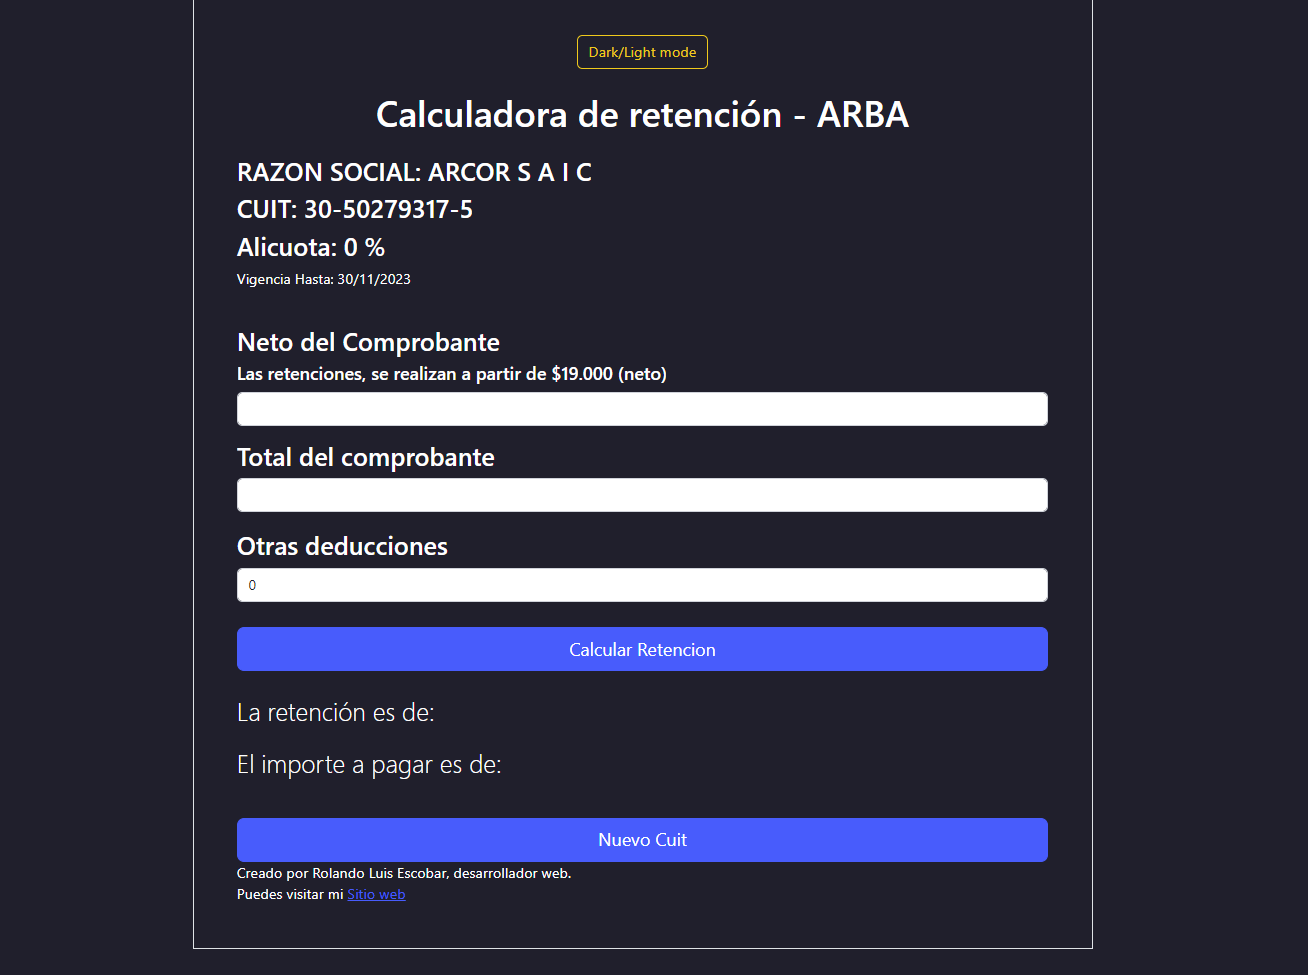 Dark/Light mode
Calculadora de retención - ARBA
RAZON SOCIAL: ARCOR S A I C
CUIT: 30-50279317-5
Alicuota: 0 %
Vigencia Hasta: 30/11/2023
Neto del Comprobante
Las retenciones, se realizan a partir de $19.000 (neto)
Total del comprobante
Otras deducciones
0
Calcular Retencion
La retención es de:
El importe a pagar es de:
Nuevo Cuit
Creado por Rolando Luis Escobar, desarrollador web.
Puedes visitar mi Sitio web